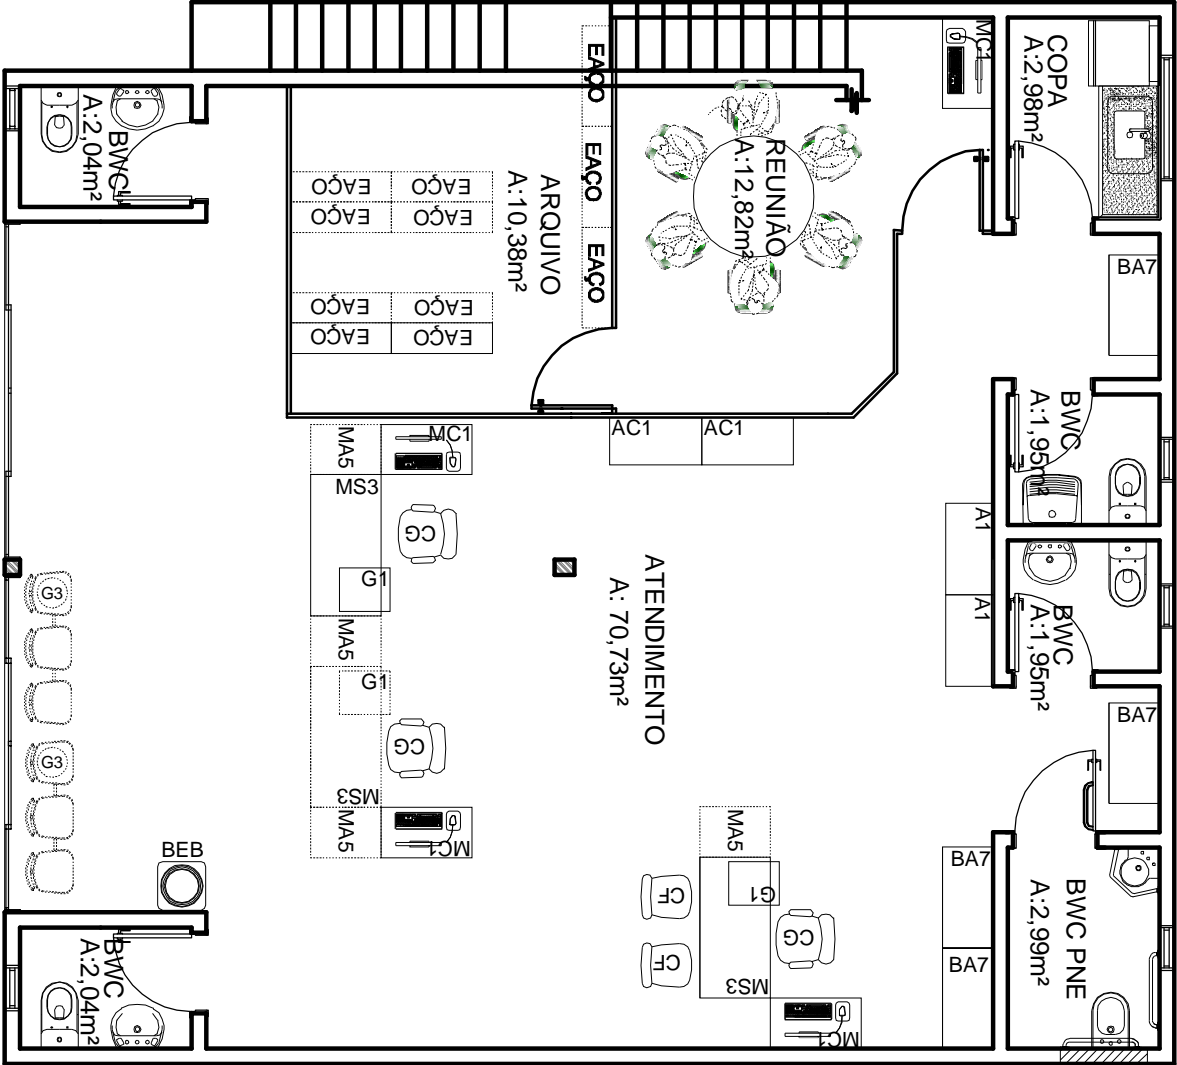 EAÇO
EAÇO
EAÇO
MC1
COPA
A:2,98m²
BWC
A:2,04m²
ARQUIVO
A:10,38m²
EAÇO
EAÇO
EAÇO
EAÇO
EAÇO
EAÇO
EAÇO
EAÇO
REUNIÃO
A:12,82m²
BA7
BWC
A:1,95m²
AC1
AC1
MA5
MC1
MS3
CG
G1
MA5
G1
CG
MS3
MA5
MC1
ATENDIMENTO
A: 70,73m²
A1
A1
BWC
A:1,95m²
BA7
G3
G3
BEB
MA5
G1
CF
CF
CG
MS3
MC1
BA7
BA7
BWC PNE
A:2,99m²
BWC
A:2,04m²